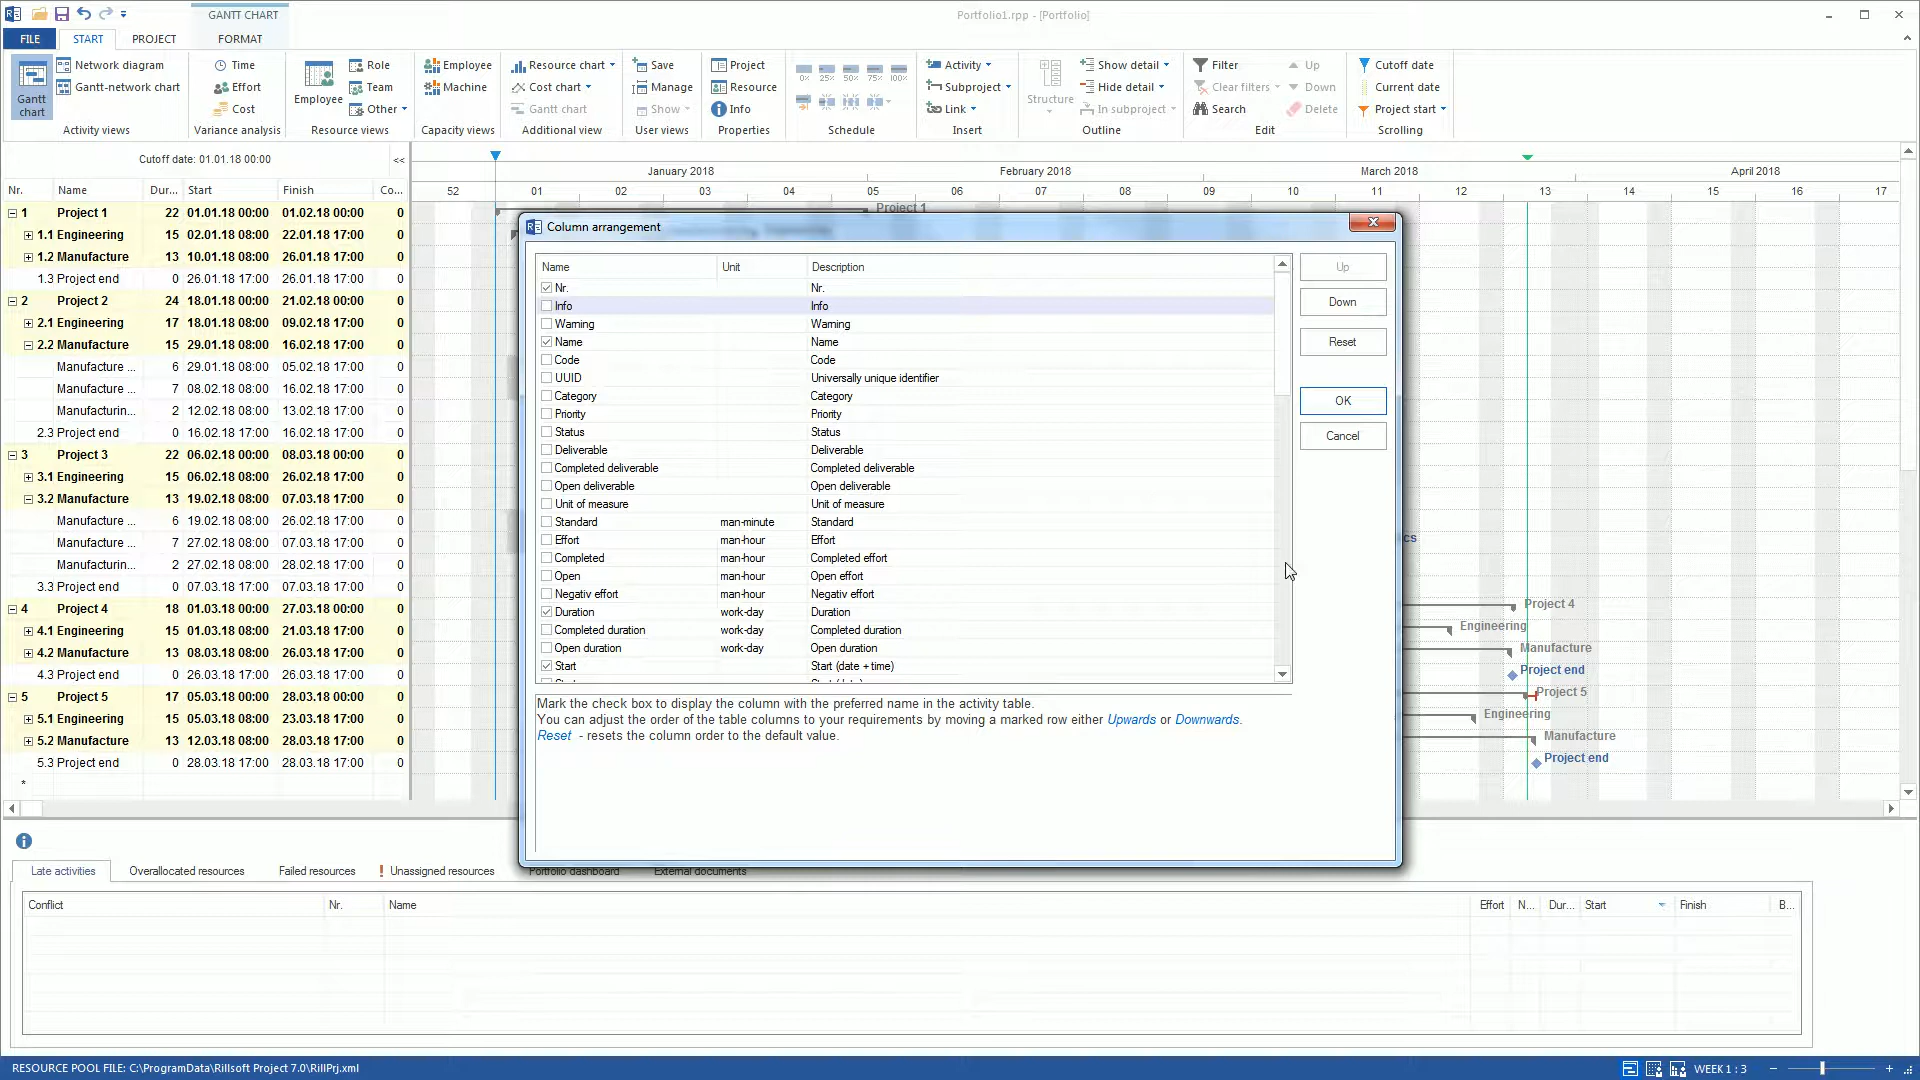 GANTT CHART
Portfolio1.rpp - [Portfolio]
FILE START PROJECT FORMAT
Gantt chart
Network diagram
Gantt-network chart
Activity views
Time
Effort
Cost
Variance analysis
Employee
Role
Team
Other
Resource views
Employee
Machine
Capacity views
Resource chart
Cost chart
Gantt chart
Additional view
Save
Manage
Show
User views
Project
Resource
Info
Properties
0% 25% 50% 75% 100%
Schedule
Activity
Subproject
Link
Insert
Structure
Show detail
Hide detail
In subproject
Outline
Filter
Clear filters
Search
Up
Down
Delete
Edit
Cutoff date
Current date
Project start
Scrolling
Cutoff date: 01.01.18 00:00 <<
January 2018 February 2018 March 2018 April 2018
Nr. Name Dur... Start Finish Co...
52 01 02 03 04 05 06 07 08 09 10 11 12 13 14 15 16 17
1 Project 1 22 01.01.18 00:00 01.02.18 00:00 0
1.1 Engineering 15 02.01.18 08:00 22.01.18 17:00 0
1.2 Manufacture 13 10.01.18 08:00 26.01.18 17:00 0
1.3 Project end 0 26.01.18 17:00 26.01.18 17:00 0
2 Project 2 24 18.01.18 00:00 21.02.18 00:00 0
2.1 Engineering 17 18.01.18 08:00 09.02.18 17:00 0
2.2 Manufacture 15 29.01.18 08:00 16.02.18 17:00 0
Manufacture ... 6 29.01.18 08:00 05.02.18 17:00 0
Manufacture ... 7 08.02.18 08:00 16.02.18 17:00 0
Manufacturin... 2 12.02.18 08:00 13.02.18 17:00 0
2.3 Project end 0 16.02.18 17:00 16.02.18 17:00 0
3 Project 3 22 06.02.18 00:00 08.03.18 00:00 0
3.1 Engineering 15 06.02.18 08:00 26.02.18 17:00 0
3.2 Manufacture 13 19.02.18 08:00 07.03.18 17:00 0
Manufacture ... 6 19.02.18 08:00 26.02.18 17:00 0
Manufacture ... 7 27.02.18 08:00 07.03.18 17:00 0
Manufacturin... 2 27.02.18 08:00 28.02.18 17:00 0
3.3 Project end 0 07.03.18 17:00 07.03.18 17:00 0
4 Project 4 18 01.03.18 00:00 27.03.18 00:00 0
4.1 Engineering 15 01.03.18 08:00 21.03.18 17:00 0
4.2 Manufacture 13 08.03.18 08:00 26.03.18 17:00 0
4.3 Project end 0 26.03.18 17:00 26.03.18 17:00 0
5 Project 5 17 05.03.18 00:00 28.03.18 00:00 0
5.1 Engineering 15 05.03.18 08:00 23.03.18 17:00 0
5.2 Manufacture 13 12.03.18 08:00 28.03.18 17:00 0
5.3 Project end 0 28.03.18 17:00 28.03.18 17:00 0
*
Project 1
Column arrangement
Name Unit Description
Nr. Nr.
Info Info
Warning Warning
Name Name
Code Code
UUID Universally unique identifier
Category Category
Priority Priority
Status Status
Deliverable Deliverable
Completed deliverable Completed deliverable
Open deliverable Open deliverable
Unit of measure Unit of measure
Standard man-minute Standard
Effort man-hour Effort
Completed man-hour Completed effort
Open man-hour Open effort
Negativ effort man-hour Negativ effort
Duration work-day Duration
Completed duration work-day Completed duration
Open duration work-day Open duration
Start Start (date + time)
Up
Down
Reset
OK
Cancel
Mark the check box to display the column with the preferred name in the activity table.
You can adjust the order of the table columns to your requirements by moving a marked row either Upwards or Downwards.
Reset - resets the column order to the default value.
cs
Project 4
Engineering
Manufacture
Project end
Project 5
Engineering
Manufacture
Project end
Late activities Overallocated resources Failed resources ! Unassigned resources Portfolio dashboard External documents
Conflict Nr. Name Effort N... Dur... Start Finish B...
RESOURCE POOL FILE: C:\ProgramData\Rillsoft Project 7.0\RillPrj.xml WEEK 1 : 3